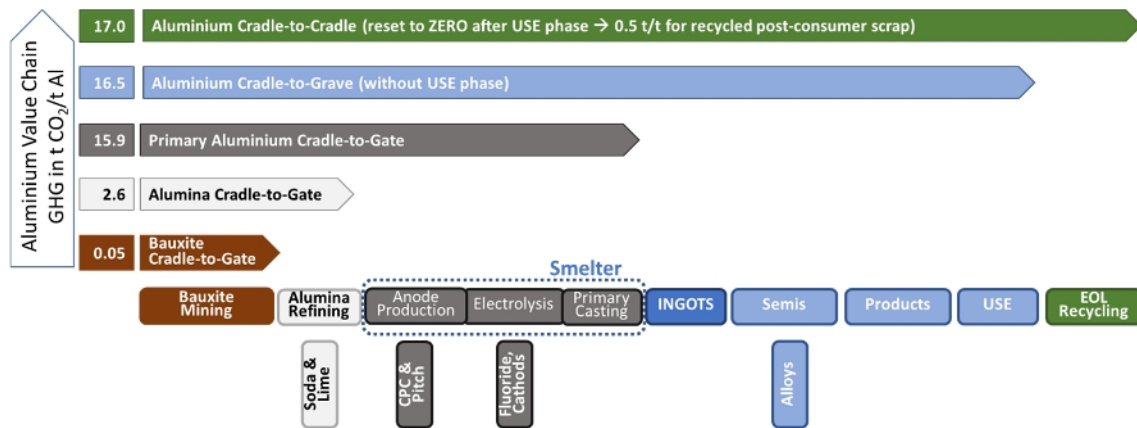 Aluminium Value Chain
GHG in t CO₂/t Al
17.0
Aluminium Cradle-to-Cradle (reset to ZERO after USE phase → 0.5 t/t for recycled post-consumer scrap)
16.5
Aluminium Cradle-to-Grave (without USE phase)
15.9
Primary Aluminium Cradle-to-Gate
2.6
Alumina Cradle-to-Gate
0.05
Bauxite
Cradle-to-Gate
Smelter
Bauxite
Mining
Alumina
Refining
Anode
Production
Electrolysis
Primary
Casting
INGOTS
Semis
Products
USE
EOL
Recycling
Soda &
Lime
CPC &
Pitch
Fluoride,
Cathods
Alloys